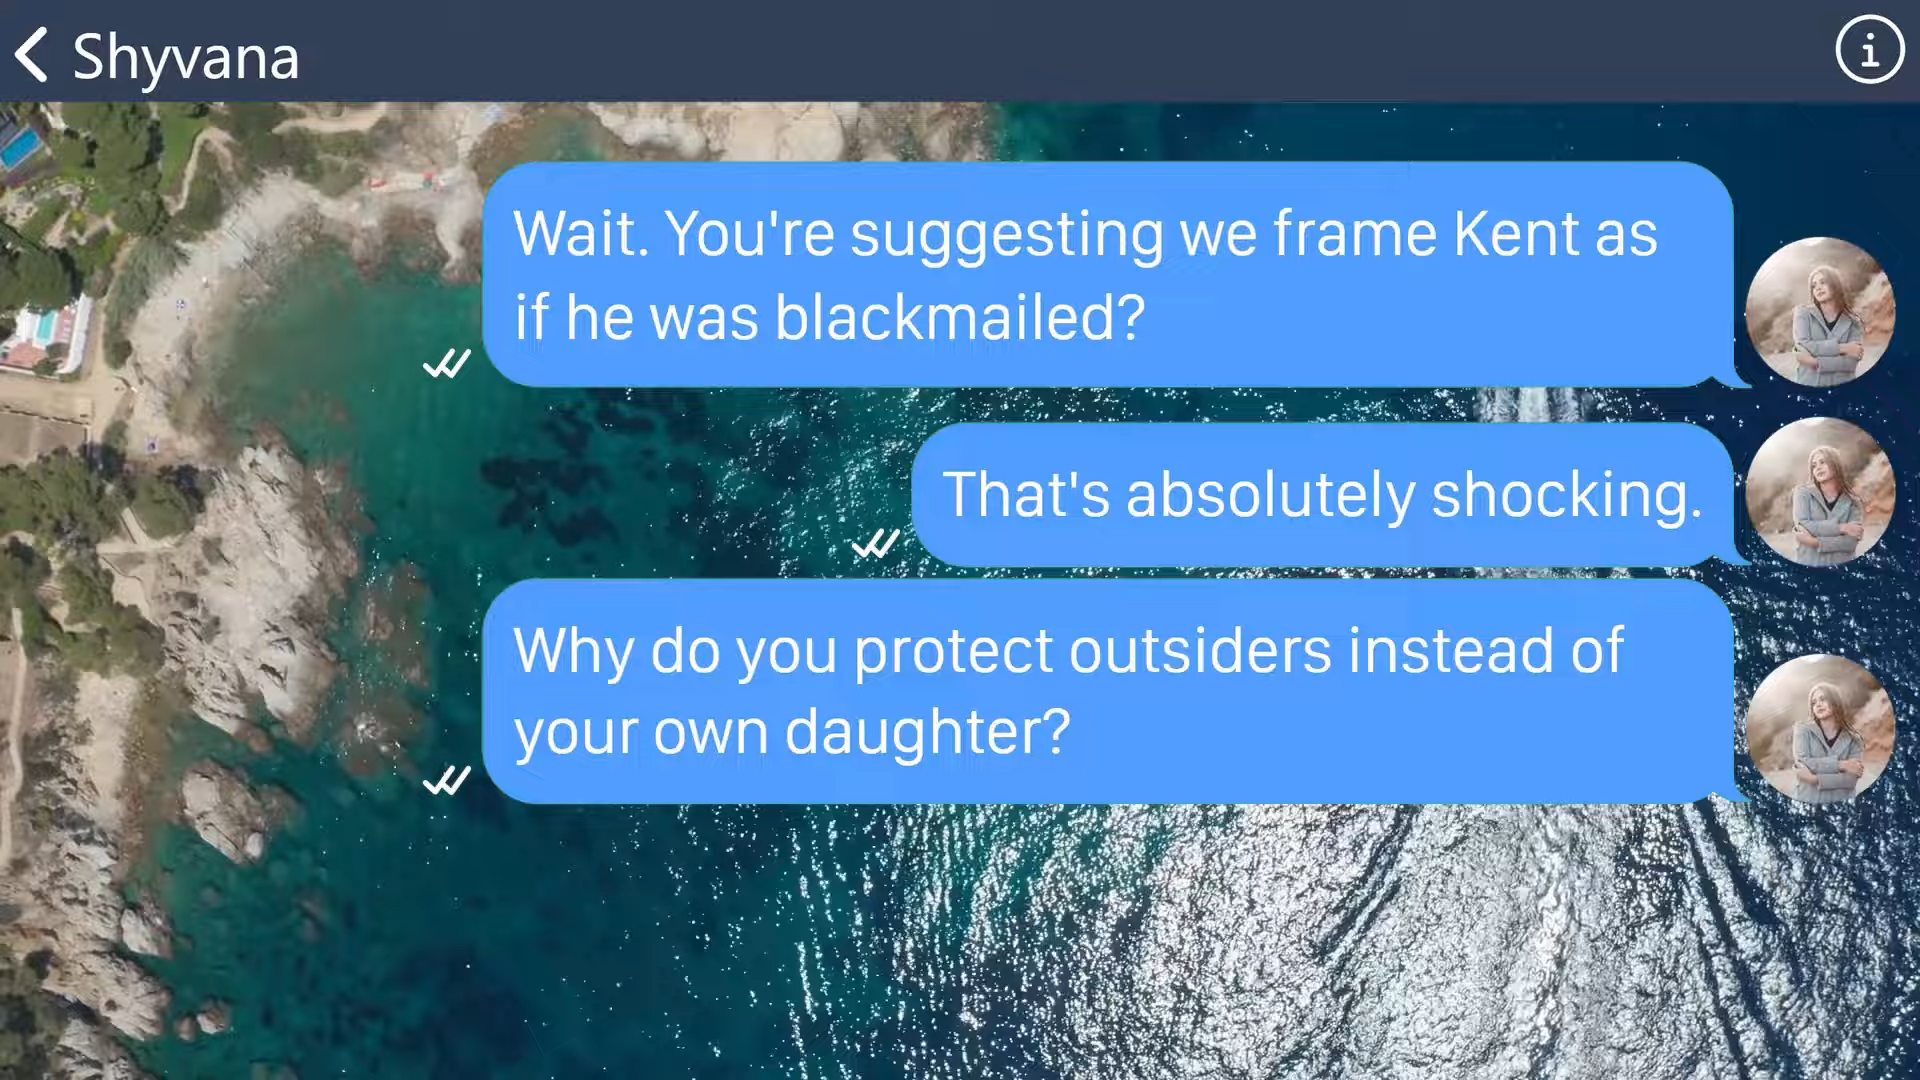 Shyvana
Wait. You're suggesting we frame Kent as
if he was blackmailed?
That's absolutely shocking.
Why do you protect outsiders instead of
your own daughter?